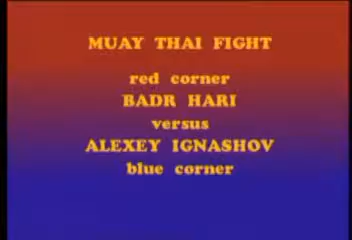 MUAY THAI FIGHT
red corner
BADR HARI
versus
ALEXEY IGNASHOV
blue corner